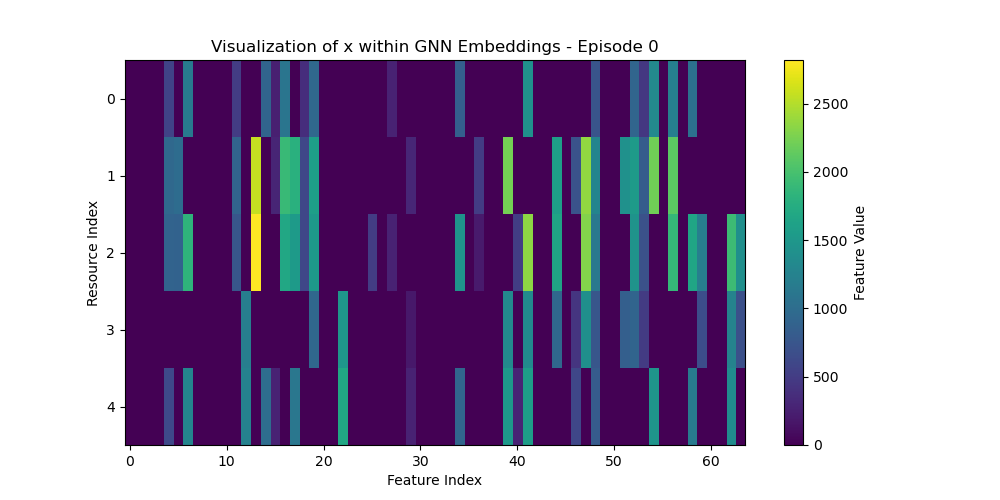 Visualization of x within GNN Embeddings - Episode 0
Resource Index
0
1
2
3
4
0 10 20 30 40 50 60
Feature Index
2500
2000
1500
1000
500
0
Feature Value